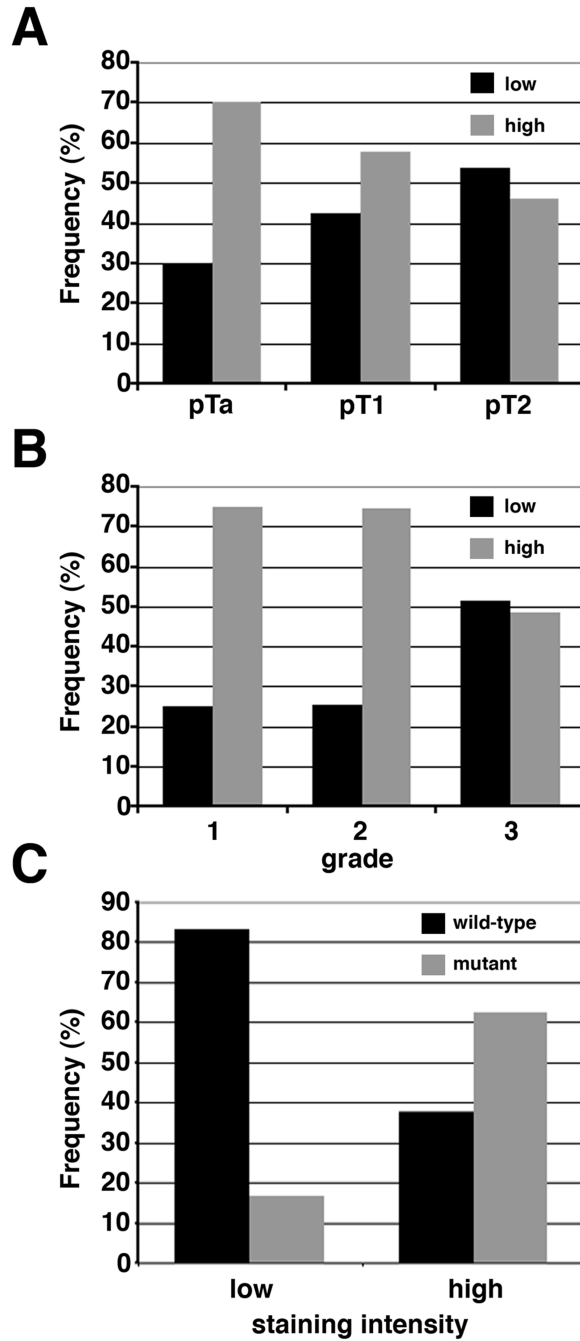 A
Frequency (%)
80
70
60
50
40
30
20
10
0
low
high
pTa pT1 pT2
B
Frequency (%)
80
70
60
50
40
30
20
10
0
low
high
1 2 3
grade
C
Frequency (%)
90
80
70
60
50
40
30
20
10
0
wild-type
mutant
low high
staining intensity